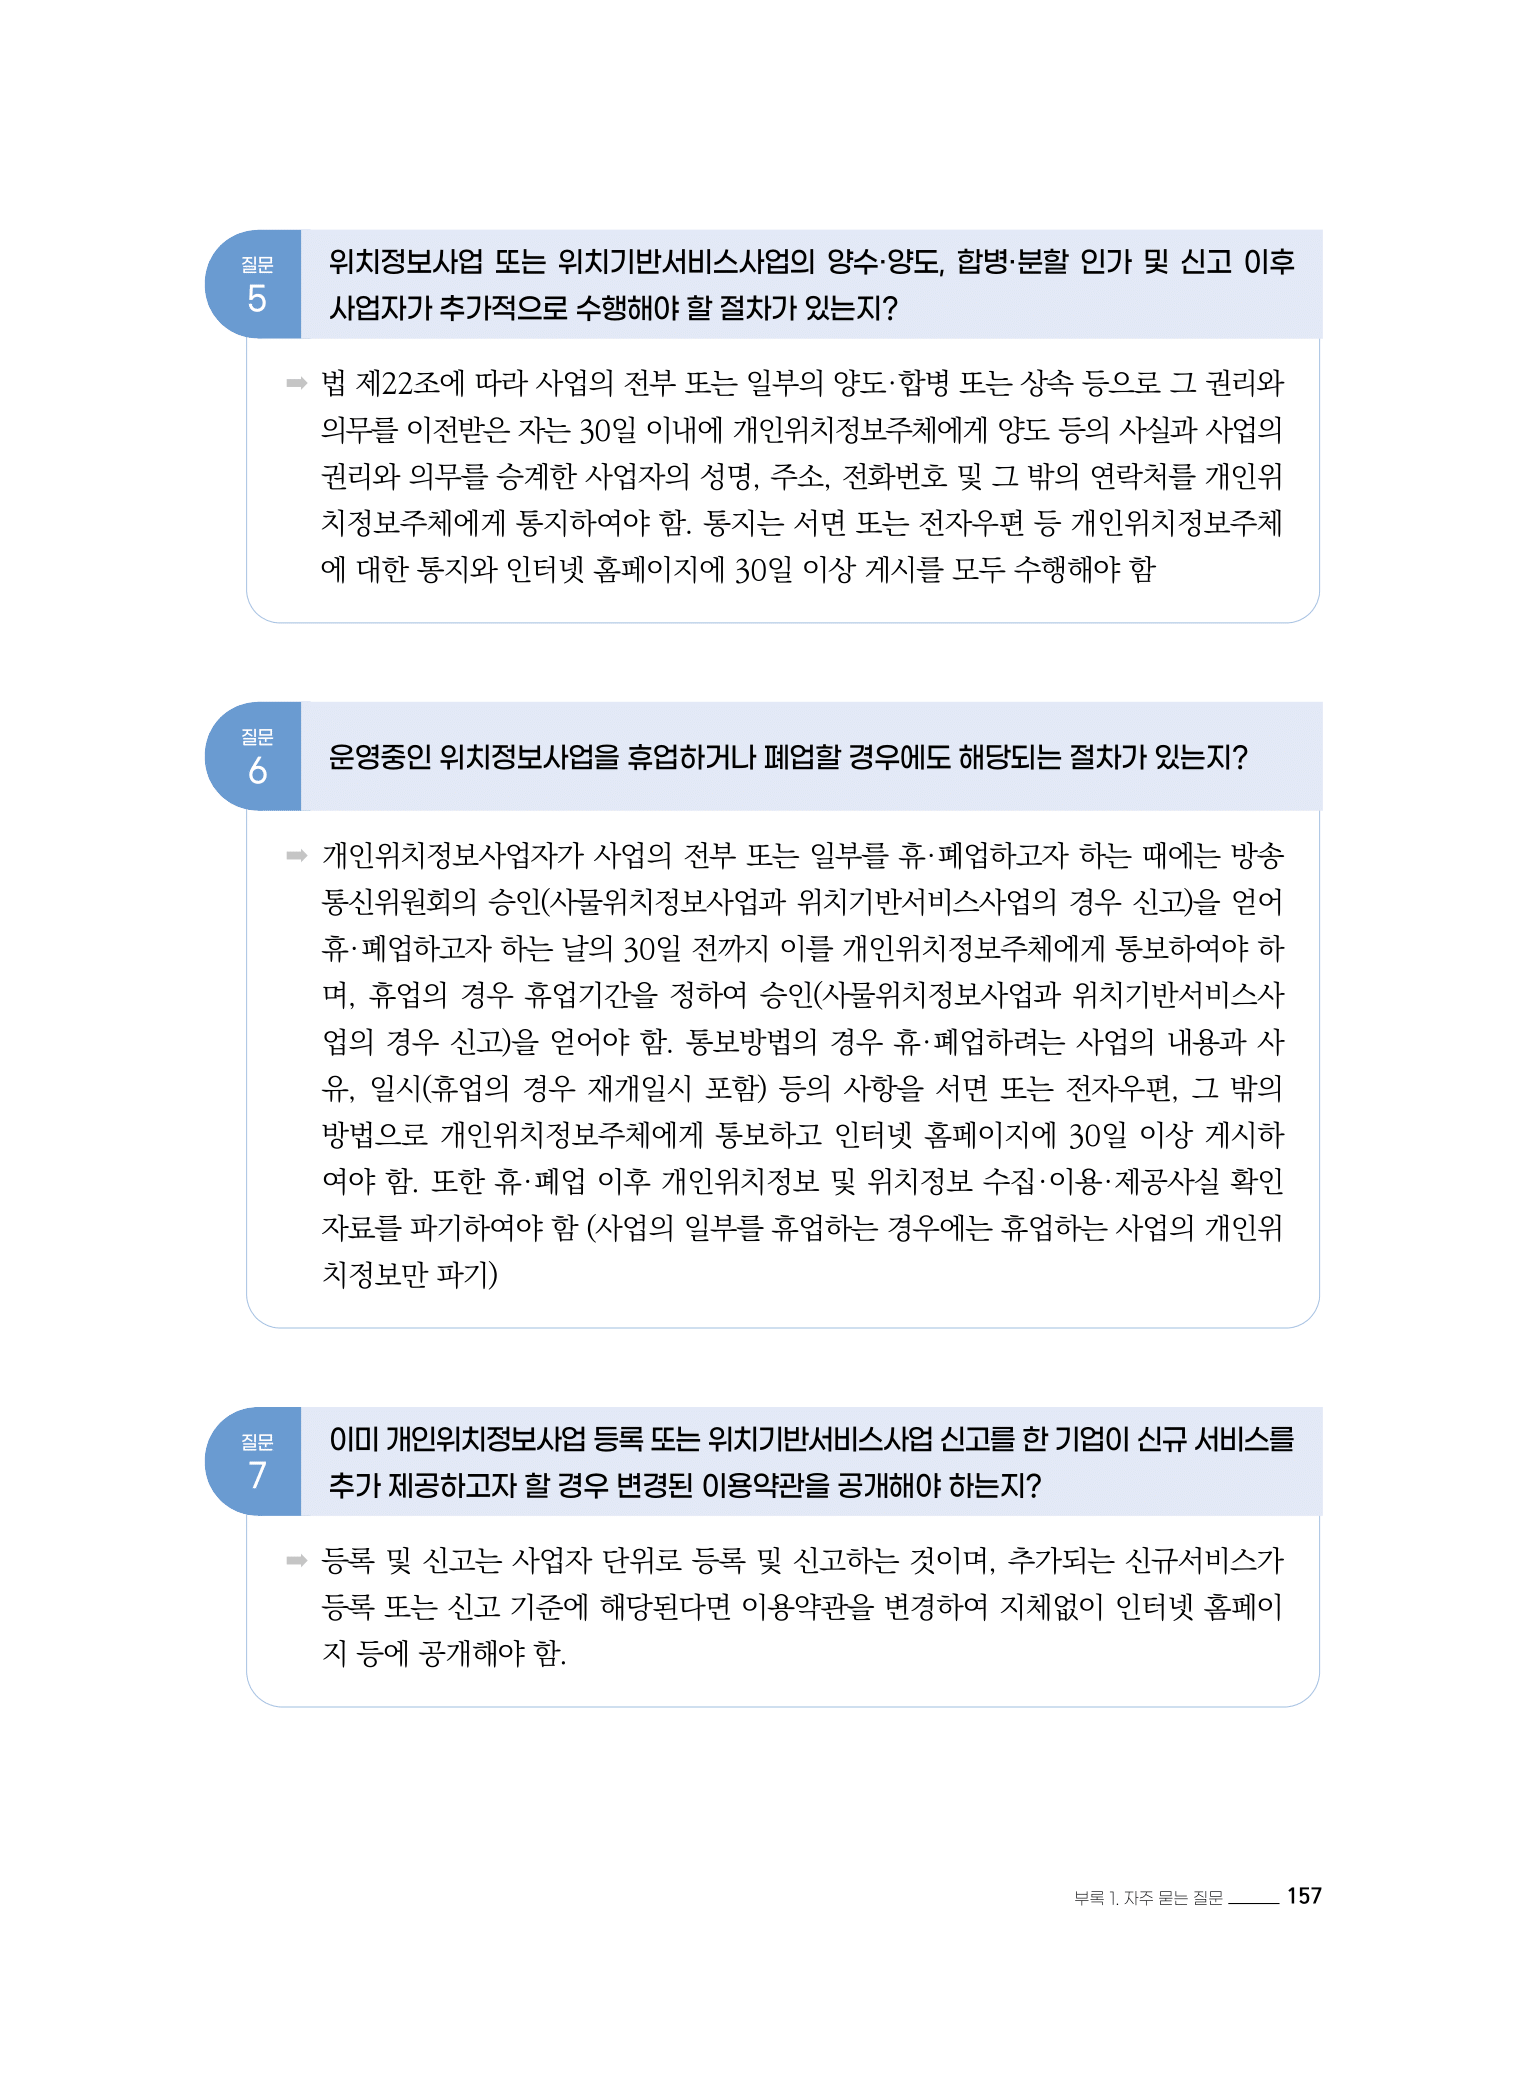 질문
5
위치정보사업 또는 위치기반서비스사업의 양수·양도, 합병·분할 인가 및 신고 이후
사업자가 추가적으로 수행해야 할 절차가 있는지?
➡ 법 제22조에 따라 사업의 전부 또는 일부의 양도·합병 또는 상속 등으로 그 권리와
의무를 이전받은 자는 30일 이내에 개인위치정보주체에게 양도 등의 사실과 사업의
권리와 의무를 승계한 사업자의 성명, 주소, 전화번호 및 그 밖의 연락처를 개인위
치정보주체에게 통지하여야 함. 통지는 서면 또는 전자우편 등 개인위치정보주체
에 대한 통지와 인터넷 홈페이지에 30일 이상 게시를 모두 수행해야 함
질문
6
운영중인 위치정보사업을 휴업하거나 폐업할 경우에도 해당되는 절차가 있는지?
➡ 개인위치정보사업자가 사업의 전부 또는 일부를 휴·폐업하고자 하는 때에는 방송
통신위원회의 승인(사물위치정보사업과 위치기반서비스사업의 경우 신고)을 얻어
휴·폐업하고자 하는 날의 30일 전까지 이를 개인위치정보주체에게 통보하여야 하
며, 휴업의 경우 휴업기간을 정하여 승인(사물위치정보사업과 위치기반서비스사
업의 경우 신고)을 얻어야 함. 통보방법의 경우 휴·폐업하려는 사업의 내용과 사
유, 일시(휴업의 경우 재개일시 포함) 등의 사항을 서면 또는 전자우편, 그 밖의
방법으로 개인위치정보주체에게 통보하고 인터넷 홈페이지에 30일 이상 게시하
여야 함. 또한 휴·폐업 이후 개인위치정보 및 위치정보 수집·이용·제공사실 확인
자료를 파기하여야 함 (사업의 일부를 휴업하는 경우에는 휴업하는 사업의 개인위
치정보만 파기)
질문
7
이미 개인위치정보사업 등록 또는 위치기반서비스사업 신고를 한 기업이 신규 서비스를
추가 제공하고자 할 경우 변경된 이용약관을 공개해야 하는지?
➡ 등록 및 신고는 사업자 단위로 등록 및 신고하는 것이며, 추가되는 신규서비스가
등록 또는 신고 기준에 해당된다면 이용약관을 변경하여 지체없이 인터넷 홈페이
지 등에 공개해야 함.
부록 1. 자주 묻는 질문 157